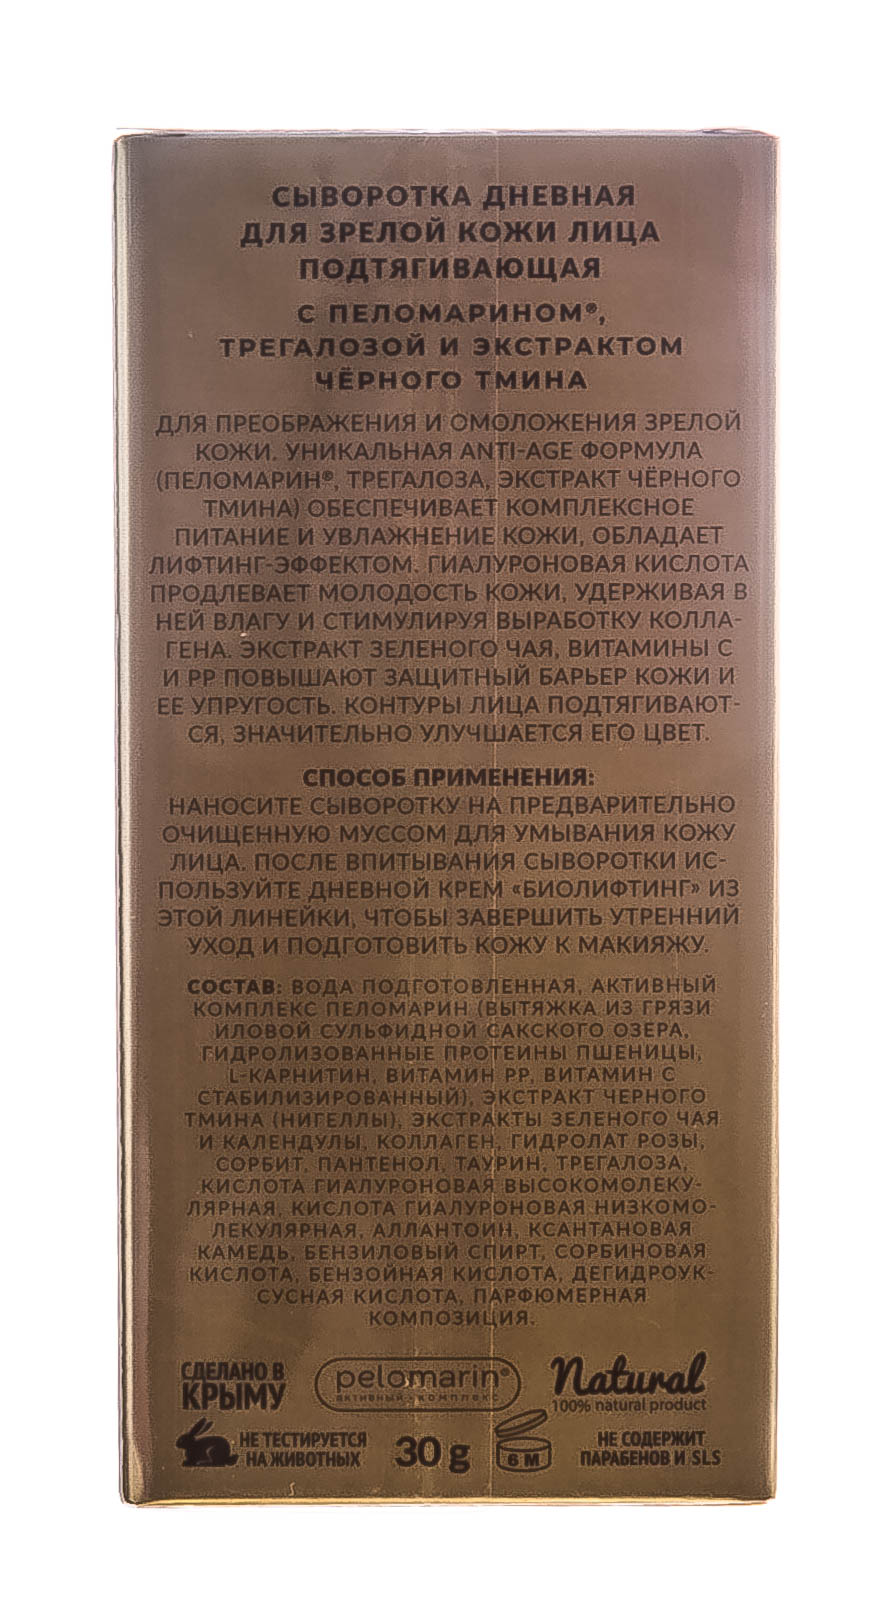 СЫВОРОТКА ДНЕВНАЯ
ДЛЯ ЗРЕЛОЙ КОЖИ ЛИЦА
ПОДТЯГИВАЮЩАЯ
С ПЕЛОМАРИНОМ®,
ТРЕГАЛОЗОЙ И ЭКСТРАКТОМ
ЧЁРНОГО ТМИНА
ДЛЯ ПРЕОБРАЖЕНИЯ И ОМОЛОЖЕНИЯ ЗРЕЛОЙ
КОЖИ. УНИКАЛЬНАЯ ANTI-AGE ФОРМУЛА
(ПЕЛОМАРИН®, ТРЕГАЛОЗА, ЭКСТРАКТ ЧЁРНОГО
ТМИНА) ОБЕСПЕЧИВАЕТ КОМПЛЕКСНОЕ
ПИТАНИЕ И УВЛАЖНЕНИЕ КОЖИ, ОБЛАДАЕТ
ЛИФТИНГ-ЭФФЕКТОМ. ГИАЛУРОНОВАЯ КИСЛОТА
ПРОДЛЕВАЕТ МОЛОДОСТЬ КОЖИ, УДЕРЖИВАЯ В
НЕЙ ВЛАГУ И СТИМУЛИРУЯ ВЫРАБОТКУ КОЛЛА-
ГЕНА. ЭКСТРАКТ ЗЕЛЕНОГО ЧАЯ, ВИТАМИНЫ С
И РР ПОВЫШАЮТ ЗАЩИТНЫЙ БАРЬЕР КОЖИ И
ЕЕ УПРУГОСТЬ. КОНТУРЫ ЛИЦА ПОДТЯГИВАЮТ-
СЯ, ЗНАЧИТЕЛЬНО УЛУЧШАЕТСЯ ЕГО ЦВЕТ.
СПОСОБ ПРИМЕНЕНИЯ:
НАНОСИТЕ СЫВОРОТКУ НА ПРЕДВАРИТЕЛЬНО
ОЧИЩЕННУЮ МУССОМ ДЛЯ УМЫВАНИЯ КОЖУ
ЛИЦА. ПОСЛЕ ВПИТЫВАНИЯ СЫВОРОТКИ ИС-
ПОЛЬЗУЙТЕ ДНЕВНОЙ КРЕМ «БИОЛИФТИНГ» ИЗ
ЭТОЙ ЛИНЕЙКИ, ЧТОБЫ ЗАВЕРШИТЬ УТРЕННИЙ
УХОД И ПОДГОТОВИТЬ КОЖУ К МАКИЯЖУ.
СОСТАВ: ВОДА ПОДГОТОВЛЕННАЯ, АКТИВНЫЙ
КОМПЛЕКС ПЕЛОМАРИН (ВЫТЯЖКА ИЗ ГРЯЗИ
ИЛОВОЙ СУЛЬФИДНОЙ САКСКОГО ОЗЕРА,
ГИДРОЛИЗОВАННЫЕ ПРОТЕИНЫ ПШЕНИЦЫ,
L-КАРНИТИН, ВИТАМИН РР, ВИТАМИН С
СТАБИЛИЗИРОВАННЫЙ), ЭКСТРАКТ ЧЕРНОГО
ТМИНА (НИГЕЛЛЫ), ЭКСТРАКТЫ ЗЕЛЕНОГО ЧАЯ
И КАЛЕНДУЛЫ, КОЛЛАГЕН, ГИДРОЛАТ РОЗЫ,
СОРБИТ, ПАНТЕНОЛ, ТАУРИН, ТРЕГАЛОЗА,
КИСЛОТА ГИАЛУРОНОВАЯ ВЫСОКОМОЛЕКУ-
ЛЯРНАЯ, КИСЛОТА ГИАЛУРОНОВАЯ НИЗКОМО-
ЛЕКУЛЯРНАЯ, АЛЛАНТОИН, КСАНТАНОВАЯ
КАМЕДЬ, БЕНЗИЛОВЫЙ СПИРТ, СОРБИНОВАЯ
КИСЛОТА, БЕНЗОЙНАЯ КИСЛОТА, ДЕГИДРОУК-
СУСНАЯ КИСЛОТА, ПАРФЮМЕРНАЯ
КОМПОЗИЦИЯ.
СДЕЛАНО В
КРЫМУ
pelomarin®
активный·комплекс
Natural
100% natural product
НЕ ТЕСТИРУЕТСЯ
НА ЖИВОТНЫХ
30 g
6 M
НЕ СОДЕРЖИТ
ПАРАБЕНОВ И SLS